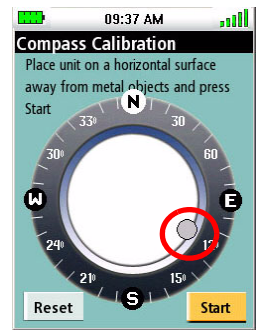 09:37 AM
Compass Calibration
Place unit on a horizontal surface
away from metal objects and press
Start
N
330
30
300
60
W
E
240
210
150
S
Reset
Start